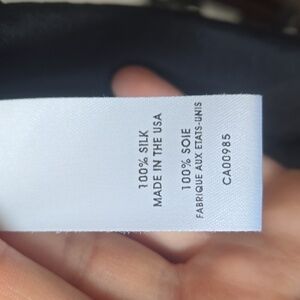 100% SILK
MADE IN THE USA
100% SOIE
FABRIQUE AUX ETATS-UNIS
CA00985